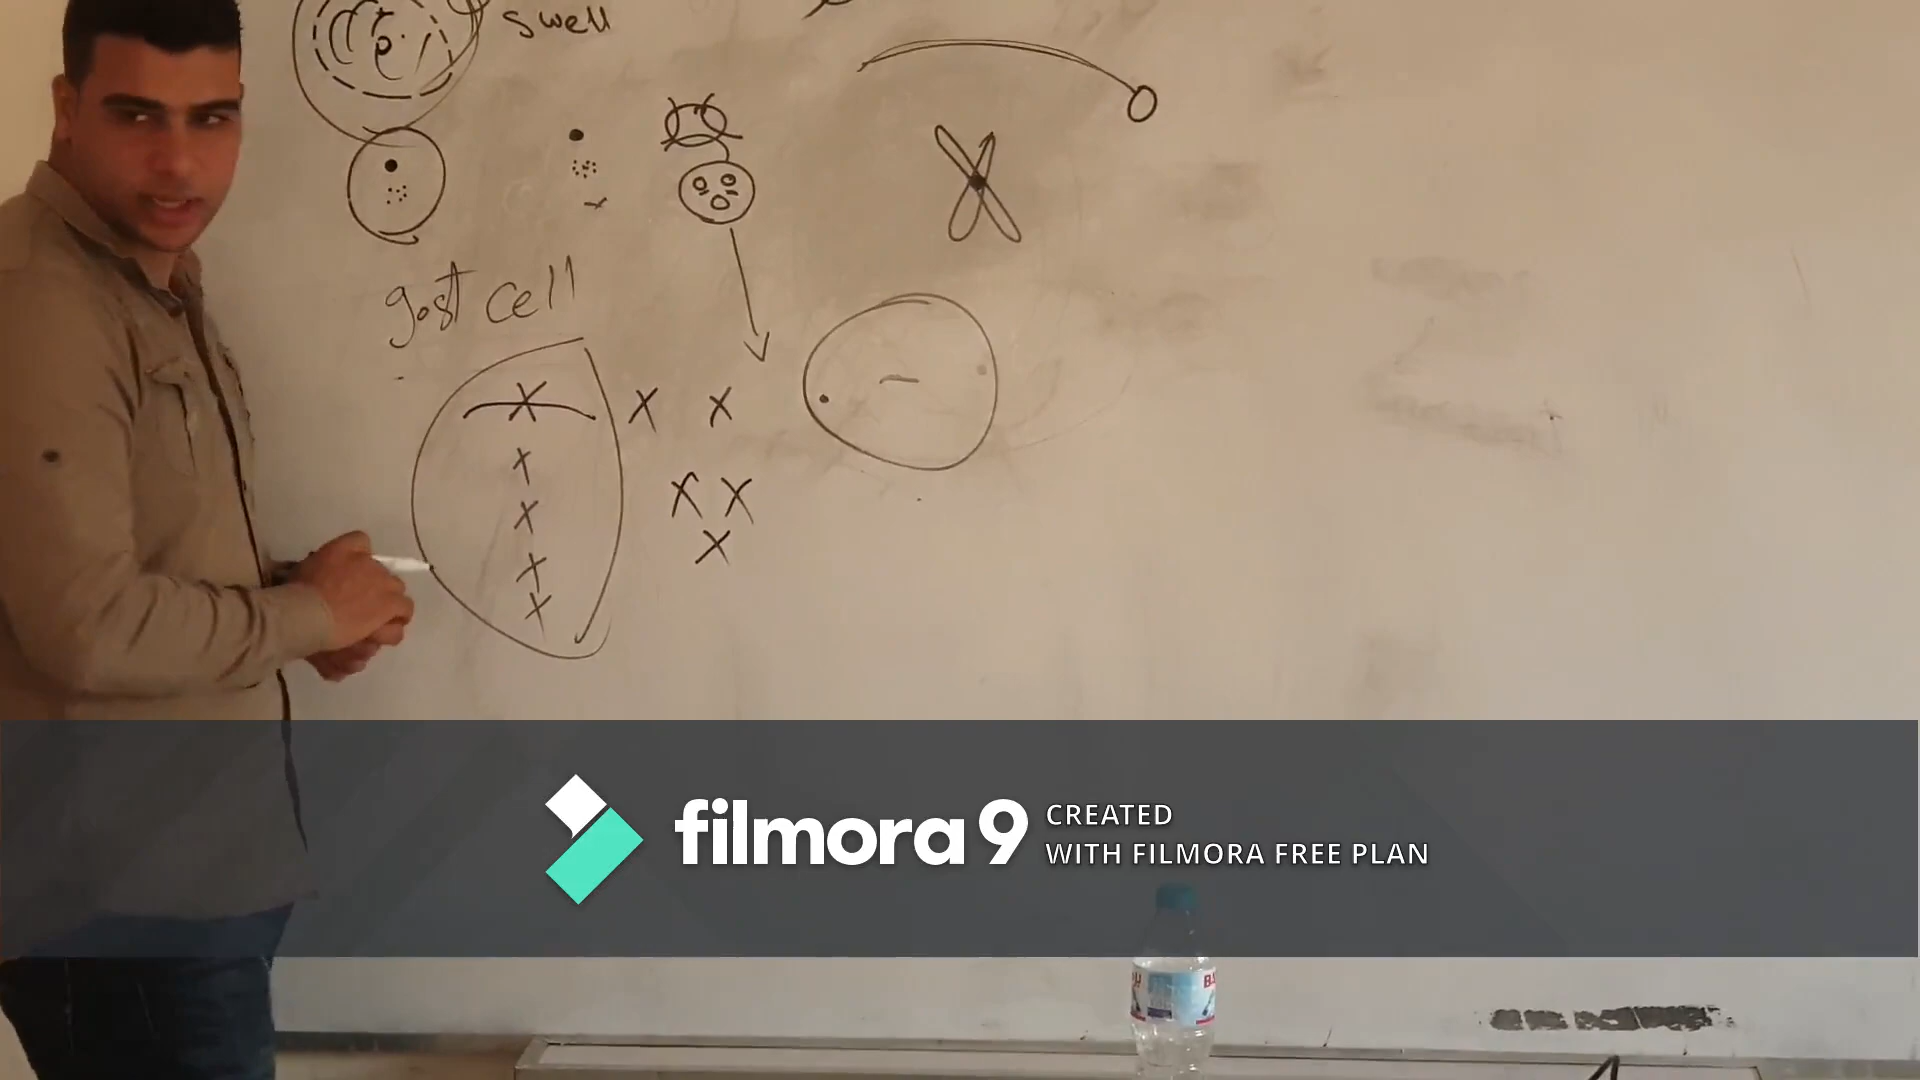 swell
gost cell
filmora 9
CREATED
WITH FILMORA FREE PLAN